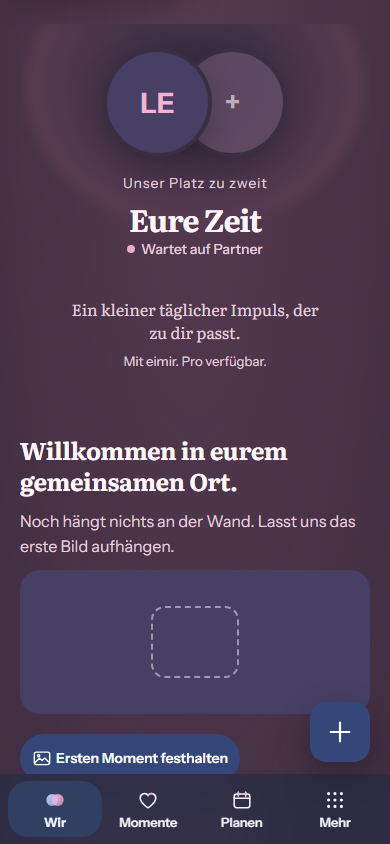 LE
+
Unser Platz zu zweit
Eure Zeit
Wartet auf Partner
Ein kleiner täglicher Impuls, der
zu dir passt.
Mit eimir. Pro verfügbar.
Willkommen in eurem
gemeinsamen Ort.
Noch hängt nichts an der Wand. Lasst uns das
erste Bild aufhängen.
Ersten Moment festhalten
Wir
Momente
Planen
Mehr